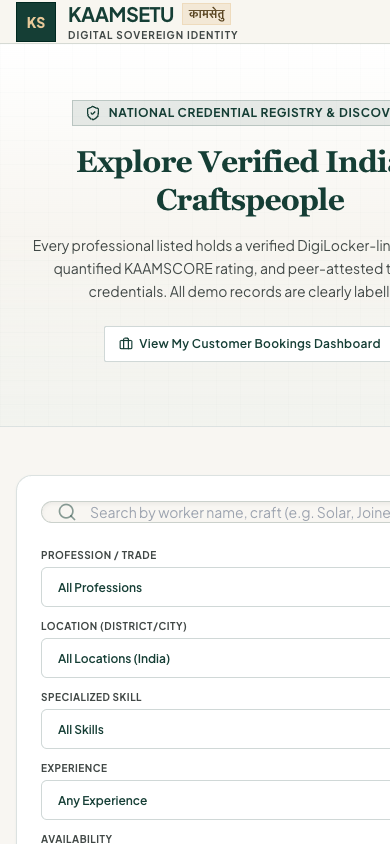 KS
KAAMSETU कामसेतु
DIGITAL SOVEREIGN IDENTITY
NATIONAL CREDENTIAL REGISTRY & DISCOV
Explore Verified India
Craftspeople
Every professional listed holds a verified DigiLocker-lin
quantified KAAMSCORE rating, and peer-attested t
credentials. All demo records are clearly labell
View My Customer Bookings Dashboard
Search by worker name, craft (e.g. Solar, Joine
PROFESSION / TRADE
All Professions
LOCATION (DISTRICT/CITY)
All Locations (India)
SPECIALIZED SKILL
All Skills
EXPERIENCE
Any Experience
AVAILABILITY